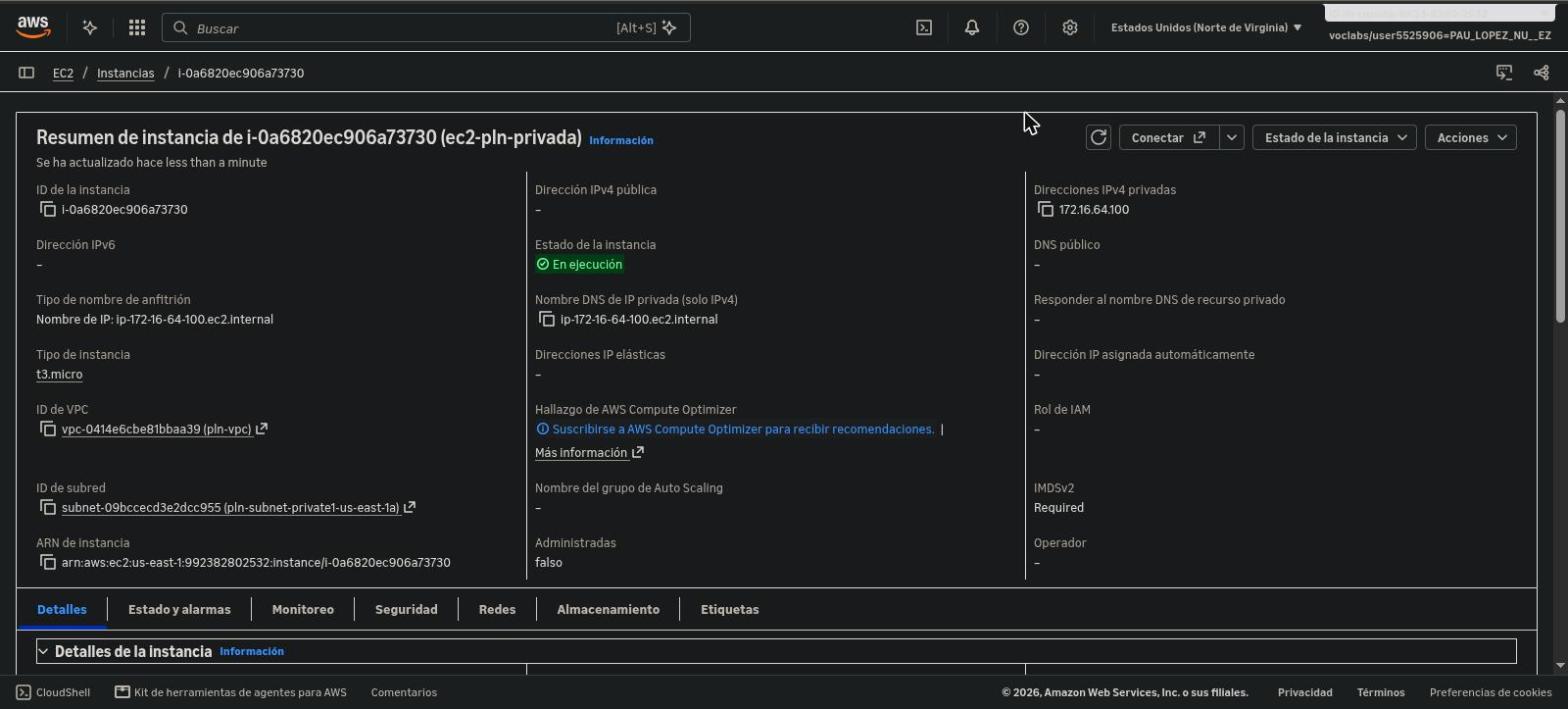 aws
Buscar [Alt+S]
Estados Unidos (Norte de Virginia)
voclabs/user5525906=PAU_LOPEZ_NU__EZ
EC2 / Instancias / i-0a6820ec906a73730
Resumen de instancia de i-0a6820ec906a73730 (ec2-pln-privada) Información
Conectar
Estado de la instancia
Acciones
Se ha actualizado hace less than a minute
ID de la instancia
i-0a6820ec906a73730
Dirección IPv4 pública
–
Direcciones IPv4 privadas
172.16.64.100
Dirección IPv6
–
Estado de la instancia
En ejecución
DNS público
–
Tipo de nombre de anfitrión
Nombre de IP: ip-172-16-64-100.ec2.internal
Nombre DNS de IP privada (solo IPv4)
ip-172-16-64-100.ec2.internal
Responder al nombre DNS de recurso privado
–
Tipo de instancia
t3.micro
Direcciones IP elásticas
–
Dirección IP asignada automáticamente
–
ID de VPC
vpc-0414e6cbe81bbaa39 (pln-vpc)
Hallazgo de AWS Compute Optimizer
Suscribirse a AWS Compute Optimizer para recibir recomendaciones. |
Más información
Rol de IAM
–
ID de subred
subnet-09bccecd3e2dcc955 (pln-subnet-private1-us-east-1a)
Nombre del grupo de Auto Scaling
–
IMDSv2
Required
ARN de instancia
arn:aws:ec2:us-east-1:992382802532:instance/i-0a6820ec906a73730
Administradas
falso
Operador
–
Detalles
Estado y alarmas
Monitoreo
Seguridad
Redes
Almacenamiento
Etiquetas
Detalles de la instancia Información
CloudShell
Kit de herramientas de agentes para AWS
Comentarios
© 2026, Amazon Web Services, Inc. o sus filiales.
Privacidad
Términos
Preferencias de cookies